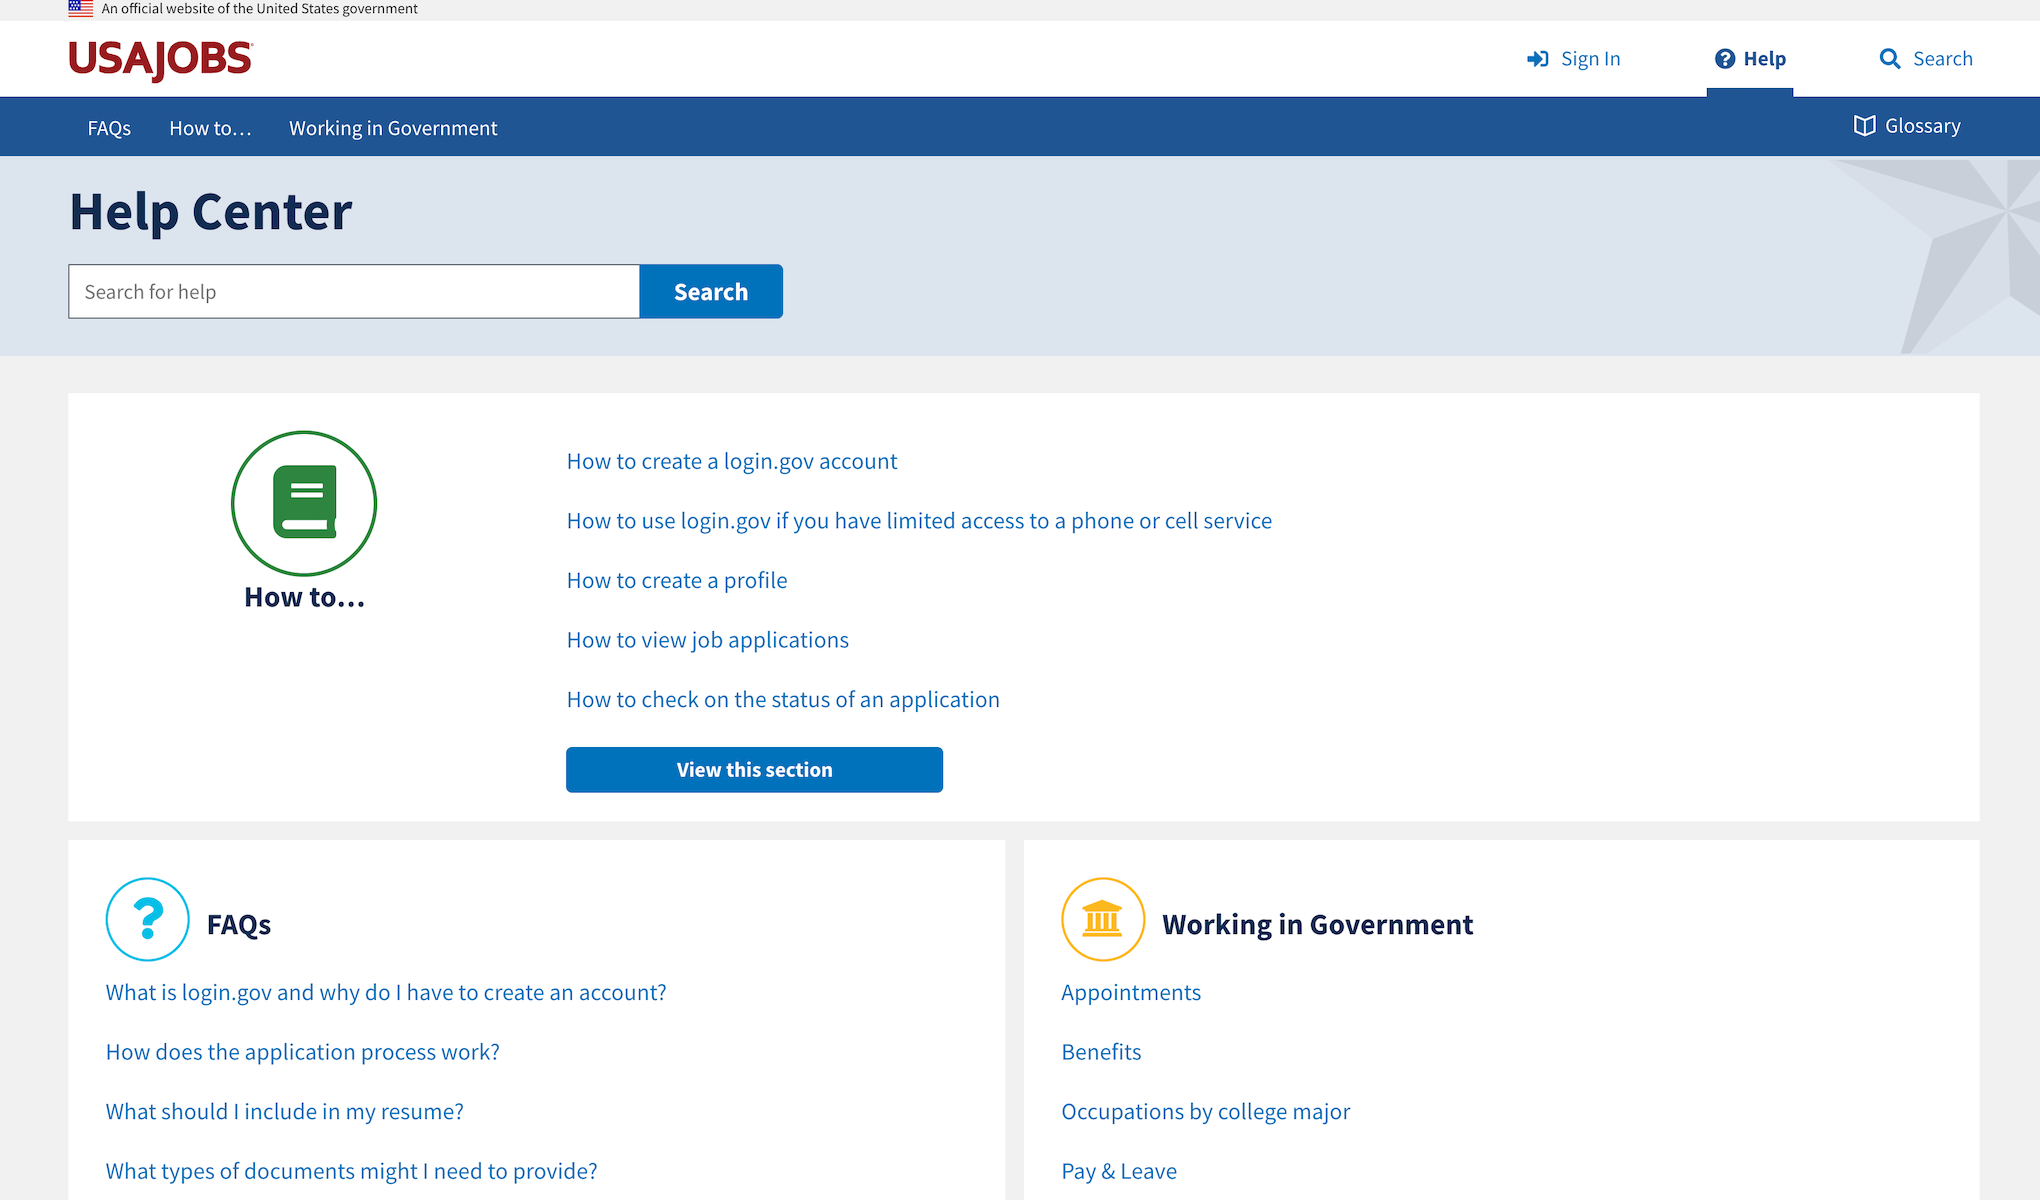 An official website of the United States government
USAJOBS
Sign In
Help
Search
FAQs
How to...
Working in Government
Glossary
Help Center
Search for help
Search
How to create a login.gov account
How to use login.gov if you have limited access to a phone or cell service
How to create a profile
How to view job applications
How to check on the status of an application
How to...
View this section
FAQs
What is login.gov and why do I have to create an account?
How does the application process work?
What should I include in my resume?
What types of documents might I need to provide?
Working in Government
Appointments
Benefits
Occupations by college major
Pay & Leave